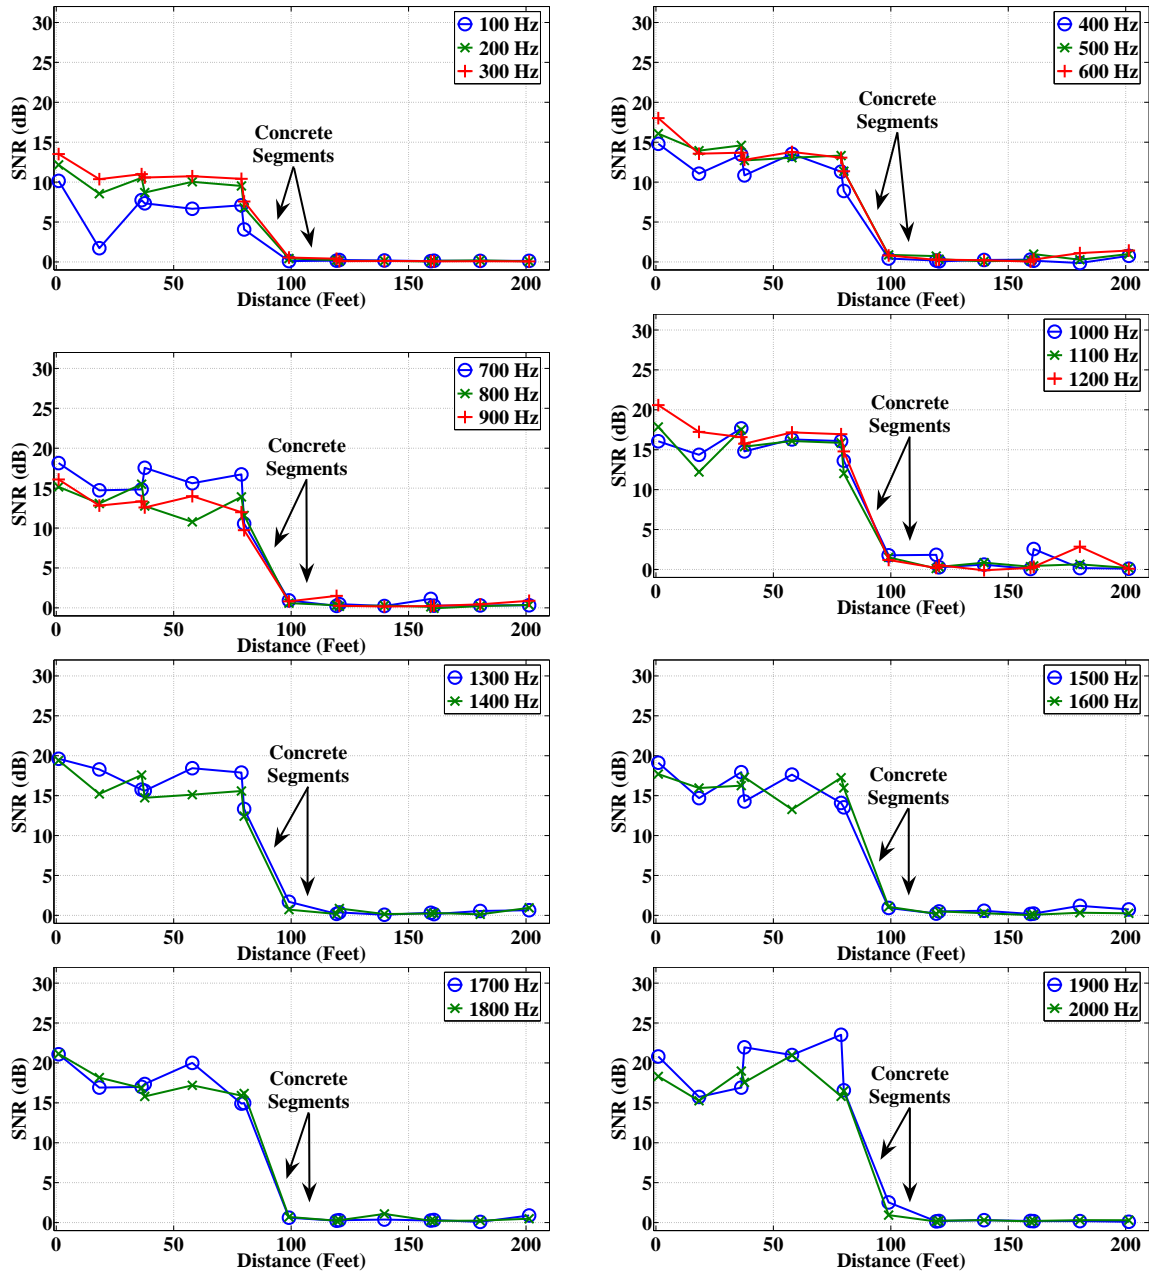 30
25
20
15
10
5
0
SNR (dB)
100 Hz
200 Hz
300 Hz
Concrete
Segments
0 50 100 150 200
Distance (Feet)
30
25
20
15
10
5
0
SNR (dB)
400 Hz
500 Hz
600 Hz
Concrete
Segments
0 50 100 150 200
Distance (Feet)
30
25
20
15
10
5
0
SNR (dB)
700 Hz
800 Hz
900 Hz
Concrete
Segments
0 50 100 150 200
Distance (Feet)
30
25
20
15
10
5
0
SNR (dB)
1000 Hz
1100 Hz
1200 Hz
Concrete
Segments
0 50 100 150 200
Distance (Feet)
30
25
20
15
10
5
0
SNR (dB)
1300 Hz
1400 Hz
Concrete
Segments
0 50 100 150 200
Distance (Feet)
30
25
20
15
10
5
0
SNR (dB)
1500 Hz
1600 Hz
Concrete
Segments
0 50 100 150 200
Distance (Feet)
30
25
20
15
10
5
0
SNR (dB)
1700 Hz
1800 Hz
Concrete
Segments
0 50 100 150 200
Distance (Feet)
30
25
20
15
10
5
0
SNR (dB)
1900 Hz
2000 Hz
Concrete
Segments
0 50 100 150 200
Distance (Feet)